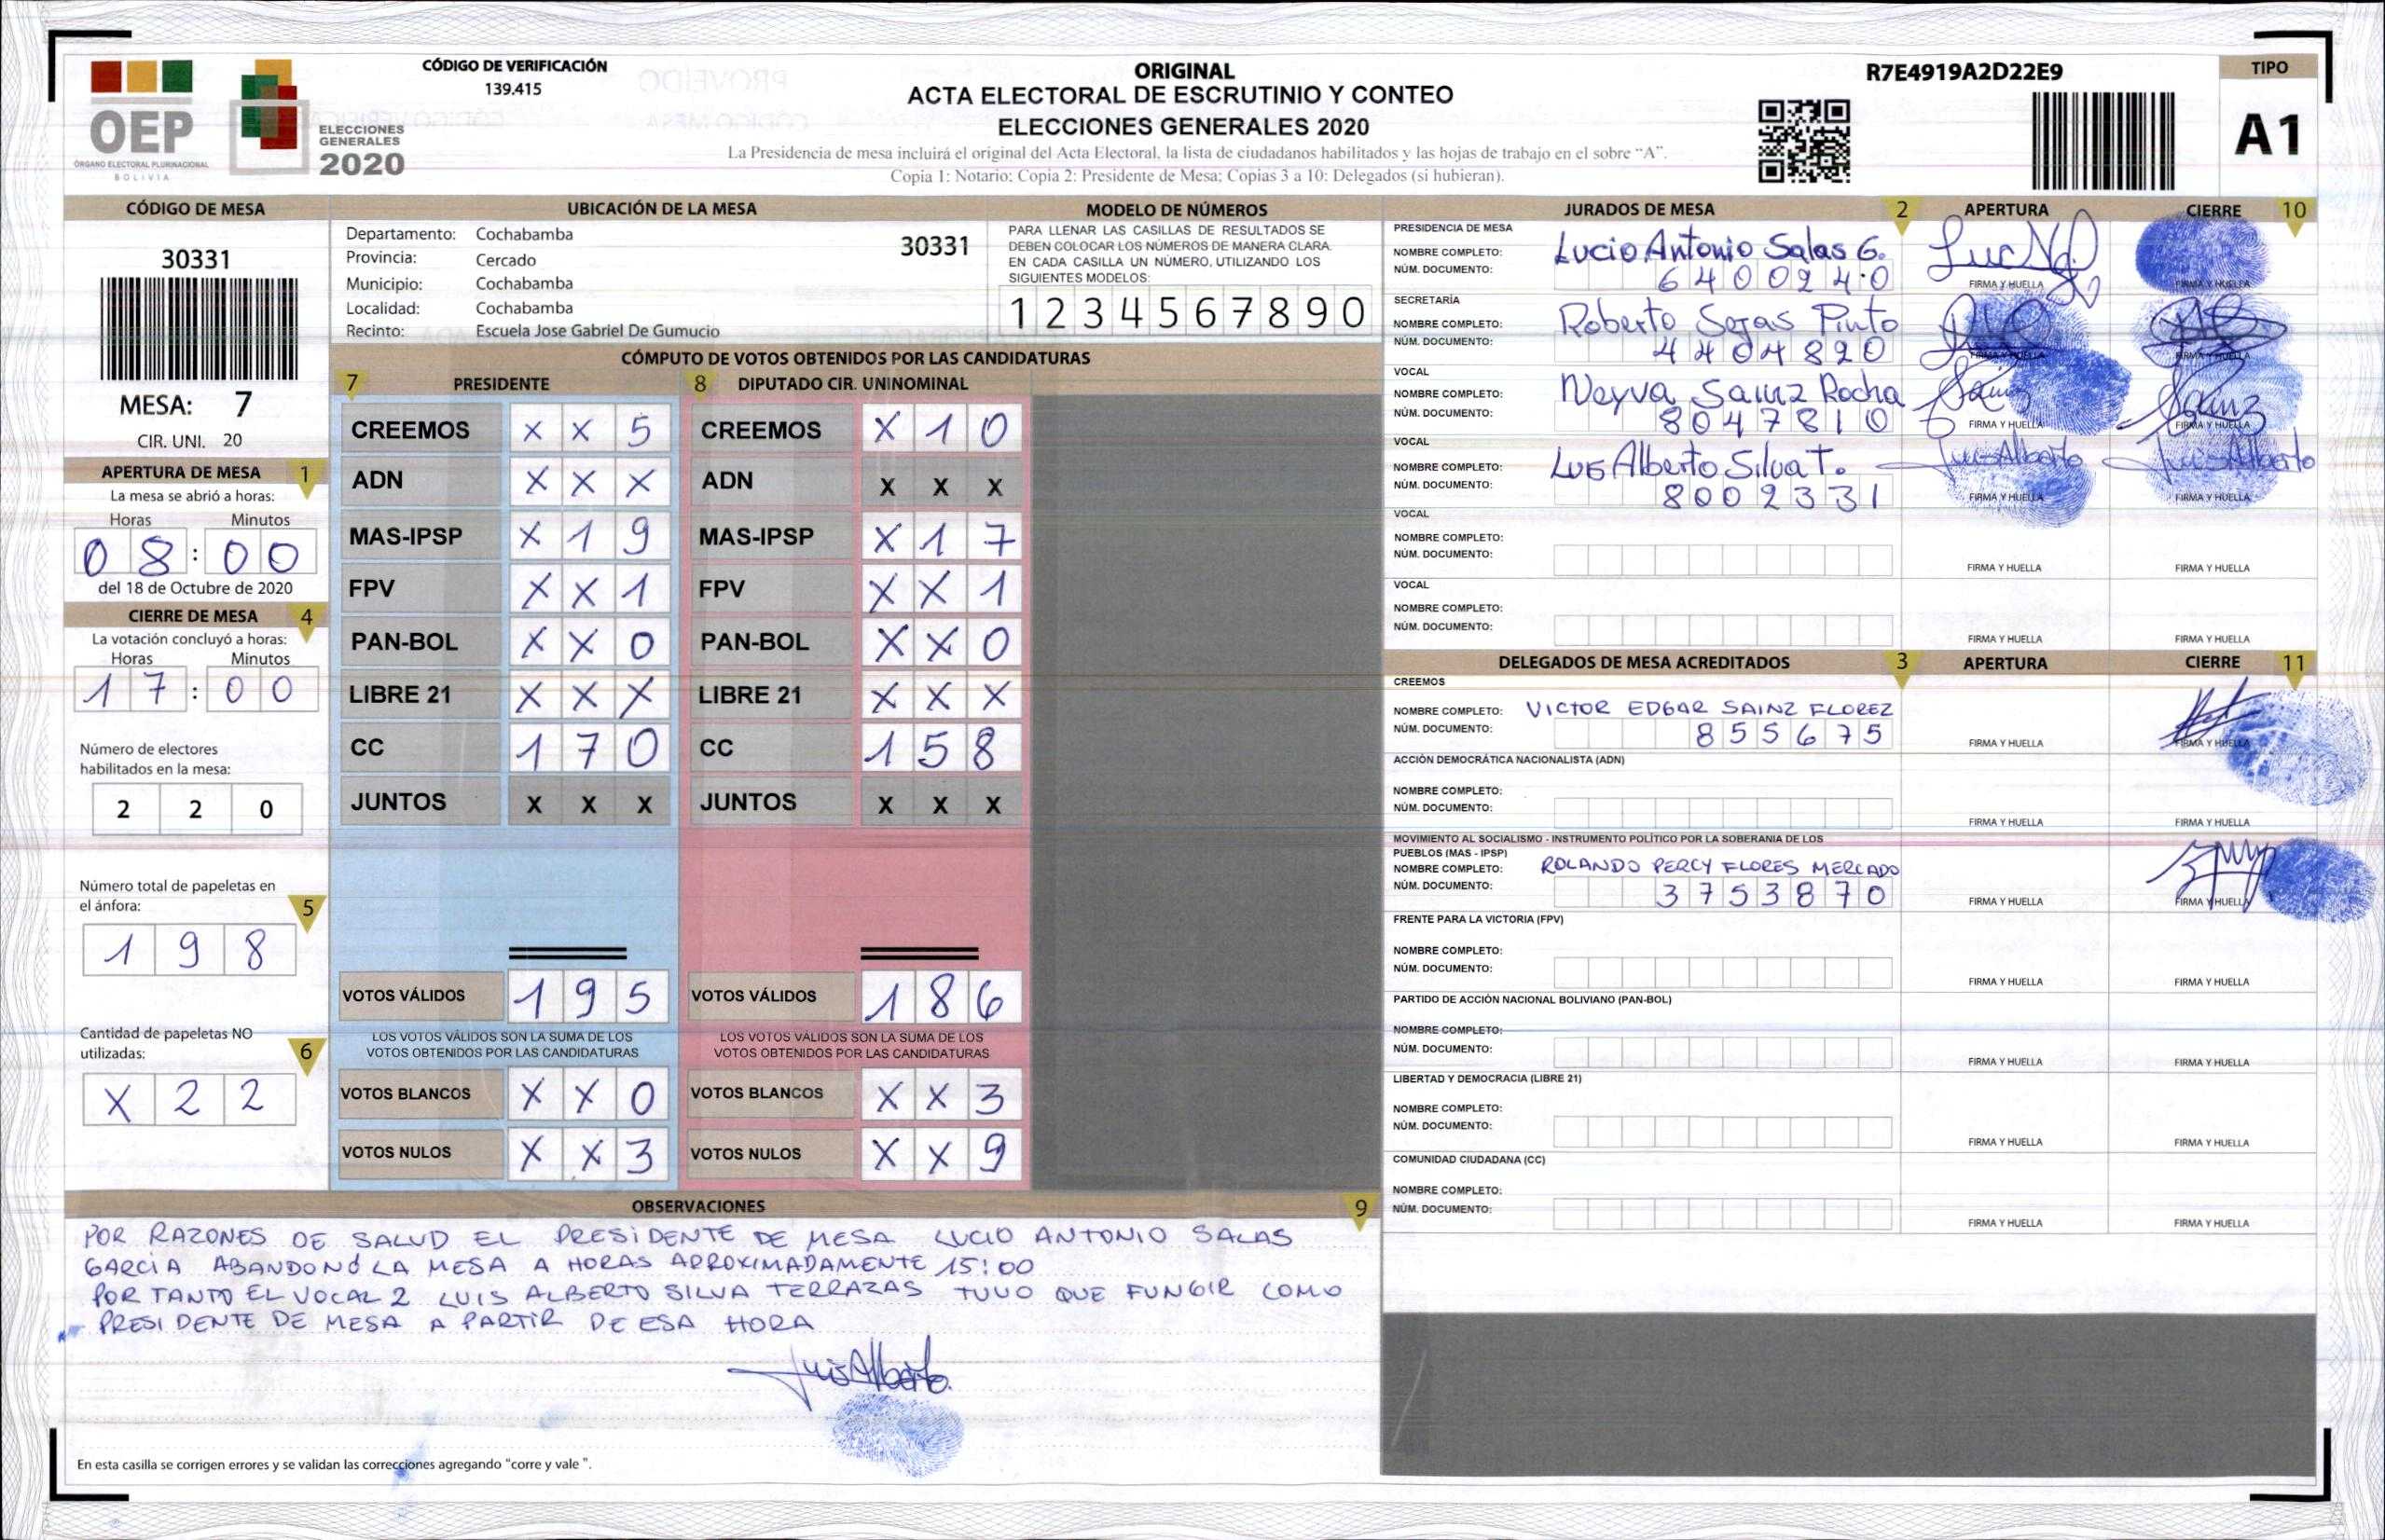 OEP
ÓRGANO ELECTORAL PLURINACIONAL
BOLIVIA
ELECCIONES
GENERALES
2020
CÓDIGO DE VERIFICACIÓN
139.415
ORIGINAL
ACTA ELECTORAL DE ESCRUTINIO Y CONTEO
ELECCIONES GENERALES 2020
La Presidencia de mesa incluirá el original del Acta Electoral, la lista de ciudadanos habilitados y las hojas de trabajo en el sobre "A".
Copia 1: Notario; Copia 2: Presidente de Mesa; Copias 3 a 10: Delegados (si hubieran).
R7E4919A2D22E9
TIPO
A1
CÓDIGO DE MESA
30331
MESA: 7
CIR. UNI. 20
APERTURA DE MESA 1
La mesa se abrió a horas:
Horas Minutos
08:00
del 18 de Octubre de 2020
CIERRE DE MESA 4
La votación concluyó a horas:
Horas Minutos
17:00
Número de electores
habilitados en la mesa:
2 2 0
Número total de papeletas en
el ánfora:
5
1 9 8
Cantidad de papeletas NO
utilizadas:
6
X 2 2
UBICACIÓN DE LA MESA
Departamento: Cochabamba
30331
Provincia: Cercado
Municipio: Cochabamba
Localidad: Cochabamba
Recinto: Escuela Jose Gabriel De Gumucio
MODELO DE NÚMEROS
PARA LLENAR LAS CASILLAS DE RESULTADOS SE
DEBEN COLOCAR LOS NÚMEROS DE MANERA CLARA.
EN CADA CASILLA UN NÚMERO, UTILIZANDO LOS
SIGUIENTES MODELOS:
1 2 3 4 5 6 7 8 9 0
CÓMPUTO DE VOTOS OBTENIDOS POR LAS CANDIDATURAS
7 PRESIDENTE 8 DIPUTADO CIR. UNINOMINAL
CREEMOS X X 5 CREEMOS X 1 0
ADN X X X ADN X X X
MAS-IPSP X 1 9 MAS-IPSP X 1 7
FPV X X 1 FPV X X 1
PAN-BOL X X 0 PAN-BOL X X 0
LIBRE 21 X X X LIBRE 21 X X X
CC 1 7 0 CC 1 5 8
JUNTOS X X X JUNTOS X X X
VOTOS VÁLIDOS 1 9 5 VOTOS VÁLIDOS 1 8 6
LOS VOTOS VÁLIDOS SON LA SUMA DE LOS LOS VOTOS VÁLIDOS SON LA SUMA DE LOS
VOTOS OBTENIDOS POR LAS CANDIDATURAS VOTOS OBTENIDOS POR LAS CANDIDATURAS
VOTOS BLANCOS X X 0 VOTOS BLANCOS X X 3
VOTOS NULOS X X 3 VOTOS NULOS X X 9
OBSERVACIONES 9
POR RAZONES DE SALUD EL PRESIDENTE DE MESA LUCIO ANTONIO SALAS
GARCIA ABANDONÓ LA MESA A HORAS APROXIMADAMENTE 15:00
POR TANTO EL VOCAL 2 LUIS ALBERTO SILVA TERRAZAS TUVO QUE FUNGIR COMO
PRESIDENTE DE MESA A PARTIR DE ESA HORA
Luis Alberto
En esta casilla se corrigen errores y se validan las correcciones agregando "corre y vale ".
JURADOS DE MESA 2 APERTURA CIERRE 10
PRESIDENCIA DE MESA
NOMBRE COMPLETO: Lucio Antonio Salas G.
NÚM. DOCUMENTO: 6400240
FIRMA Y HUELLA FIRMA Y HUELLA
SECRETARÍA
NOMBRE COMPLETO: Roberto Sejas Pinto
NÚM. DOCUMENTO: 4404820
FIRMA Y HUELLA FIRMA Y HUELLA
VOCAL
NOMBRE COMPLETO: Neyva Sainz Rocha
NÚM. DOCUMENTO: 8047810
Sainz Sainz
FIRMA Y HUELLA FIRMA Y HUELLA
VOCAL
NOMBRE COMPLETO: Luis Alberto Silva T.
NÚM. DOCUMENTO: 8002331
Luis Alberto Luis Alberto
FIRMA Y HUELLA FIRMA Y HUELLA
VOCAL
NOMBRE COMPLETO:
NÚM. DOCUMENTO:
FIRMA Y HUELLA FIRMA Y HUELLA
VOCAL
NOMBRE COMPLETO:
NÚM. DOCUMENTO:
FIRMA Y HUELLA FIRMA Y HUELLA
DELEGADOS DE MESA ACREDITADOS 3 APERTURA CIERRE 11
CREEMOS
NOMBRE COMPLETO: VICTOR EDGAR SAINZ FLOREZ
NÚM. DOCUMENTO: 855675
FIRMA Y HUELLA FIRMA Y HUELLA
ACCIÓN DEMOCRÁTICA NACIONALISTA (ADN)
NOMBRE COMPLETO:
NÚM. DOCUMENTO:
FIRMA Y HUELLA FIRMA Y HUELLA
MOVIMIENTO AL SOCIALISMO - INSTRUMENTO POLÍTICO POR LA SOBERANIA DE LOS
PUEBLOS (MAS - IPSP)
NOMBRE COMPLETO: ROLANDO PERCY FLORES MERCADO
NÚM. DOCUMENTO: 3753870
FIRMA Y HUELLA FIRMA Y HUELLA
FRENTE PARA LA VICTORIA (FPV)
NOMBRE COMPLETO:
NÚM. DOCUMENTO:
FIRMA Y HUELLA FIRMA Y HUELLA
PARTIDO DE ACCIÓN NACIONAL BOLIVIANO (PAN-BOL)
NOMBRE COMPLETO:
NÚM. DOCUMENTO:
FIRMA Y HUELLA FIRMA Y HUELLA
LIBERTAD Y DEMOCRACIA (LIBRE 21)
NOMBRE COMPLETO:
NÚM. DOCUMENTO:
FIRMA Y HUELLA FIRMA Y HUELLA
COMUNIDAD CIUDADANA (CC)
NOMBRE COMPLETO:
NÚM. DOCUMENTO:
FIRMA Y HUELLA FIRMA Y HUELLA